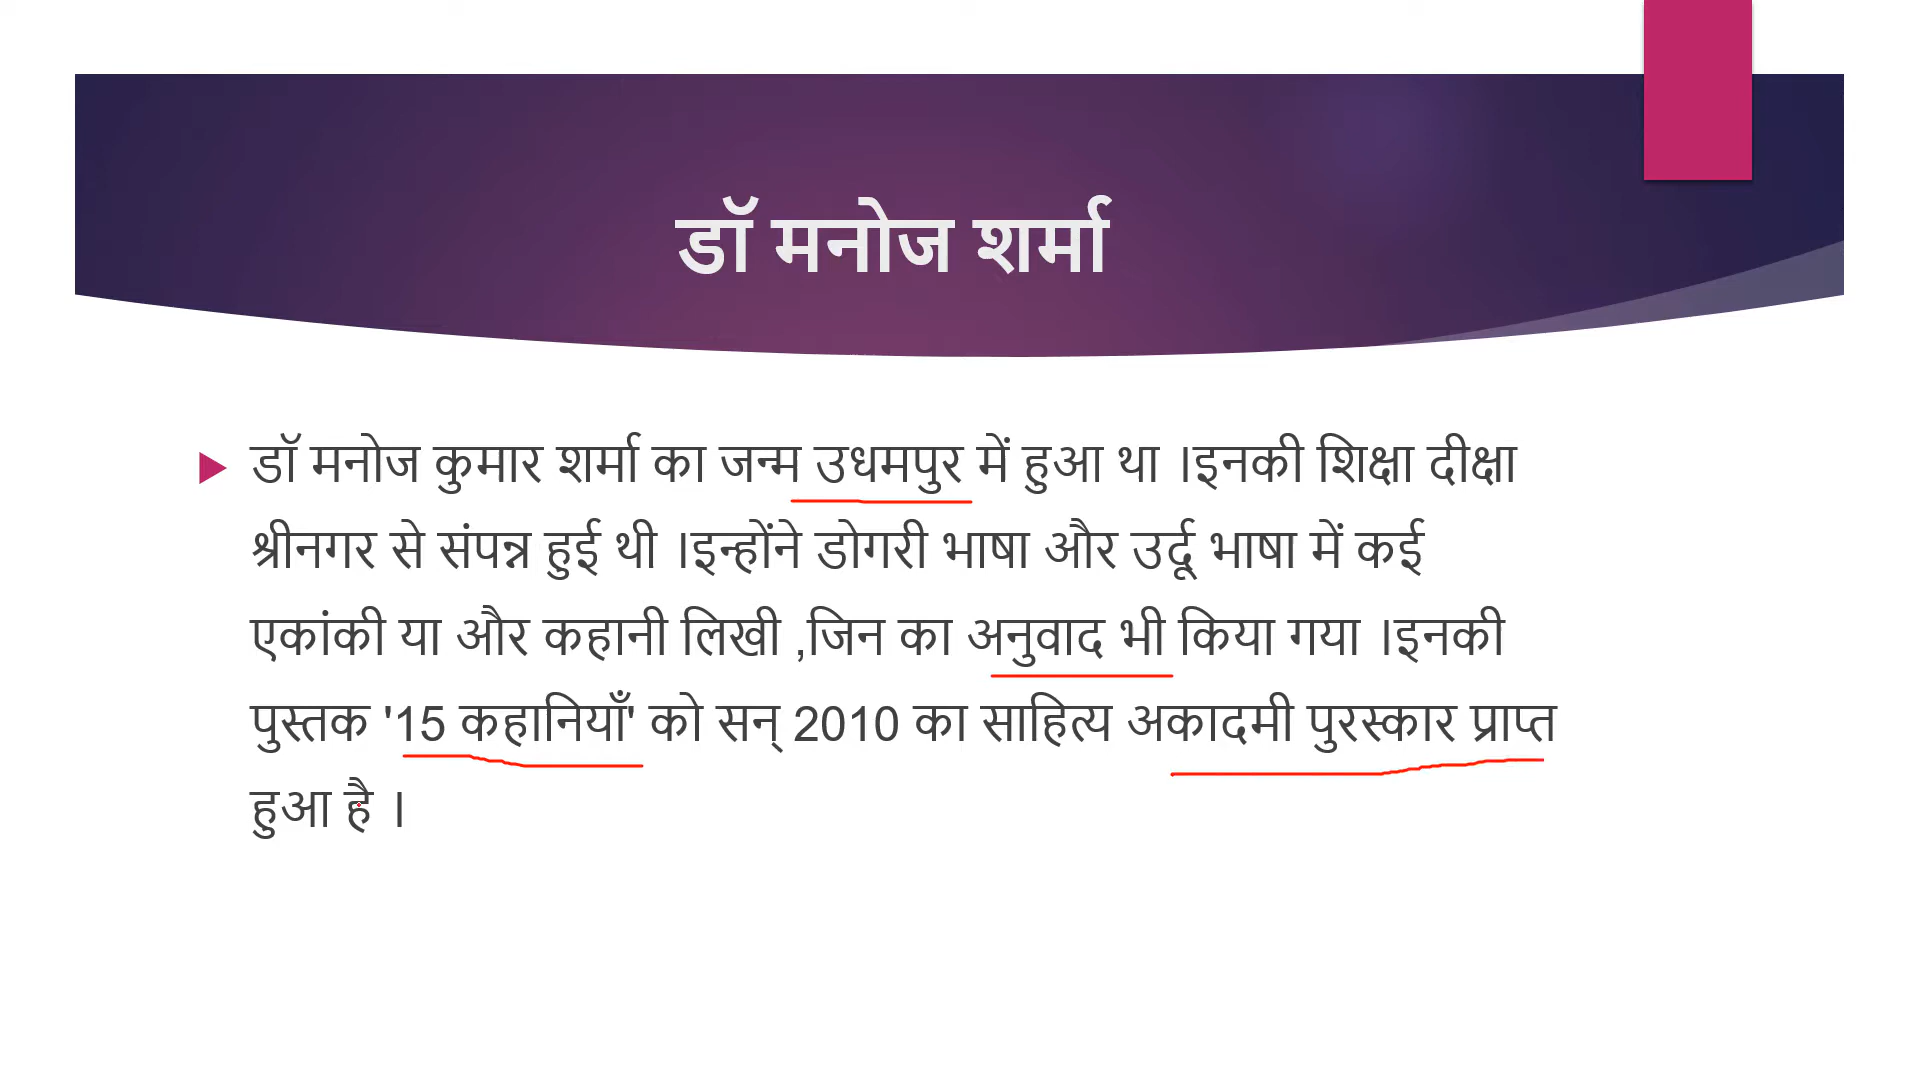 डॉ मनोज शर्मा
डॉ मनोज कुमार शर्मा का जन्म उधमपुर में हुआ था ।इनकी शिक्षा दीक्षा
श्रीनगर से संपन्न हुई थी ।इन्होंने डोगरी भाषा और उर्दू भाषा में कई
एकांकी या और कहानी लिखी ,जिन का अनुवाद भी किया गया ।इनकी
पुस्तक '15 कहानियाँ' को सन् 2010 का साहित्य अकादमी पुरस्कार प्राप्त
हुआ है ।